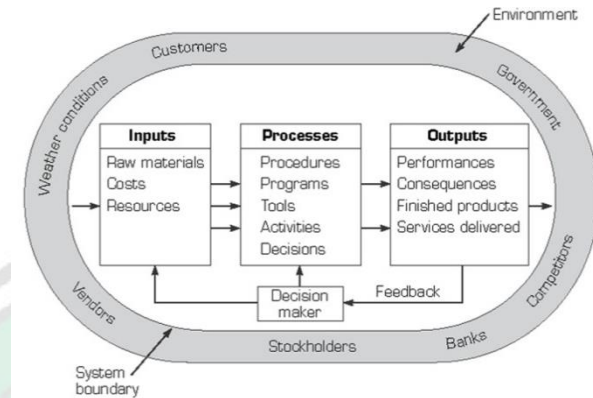 Environment
Customers
Government
Weather conditions
Inputs
Raw materials
Costs
Resources
Processes
Procedures
Programs
Tools
Activities
Decisions
Outputs
Performances
Consequences
Finished products
Services delivered
Decision
maker
Feedback
Competitors
Vendors
Stockholders
Banks
System
boundary